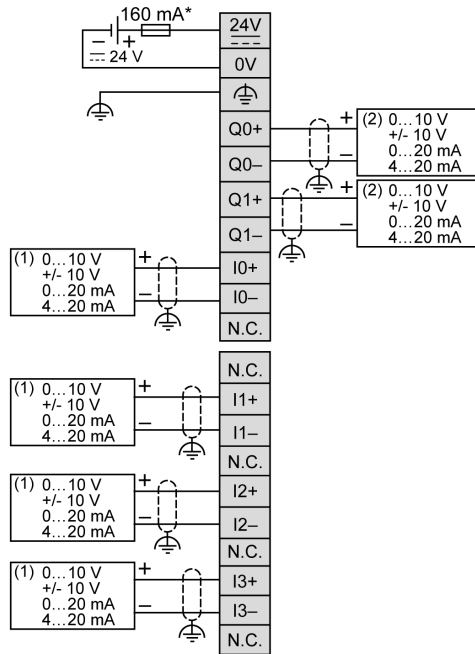 160 mA*
− +
24 V
24V
0V
Q0+
Q0–
Q1+
Q1–
I0+
I0–
N.C.
+ (2) 0...10 V
+/- 10 V
0...20 mA
− 4...20 mA
+ (2) 0...10 V
+/- 10 V
0...20 mA
− 4...20 mA
(1) 0...10 V +
+/- 10 V
0...20 mA −
4...20 mA
N.C.
I1+
I1–
N.C.
I2+
I2–
N.C.
I3+
I3–
N.C.
(1) 0...10 V +
+/- 10 V
0...20 mA
4...20 mA −
(1) 0...10 V +
+/- 10 V
0...20 mA −
4...20 mA
(1) 0...10 V +
+/- 10 V
0...20 mA −
4...20 mA